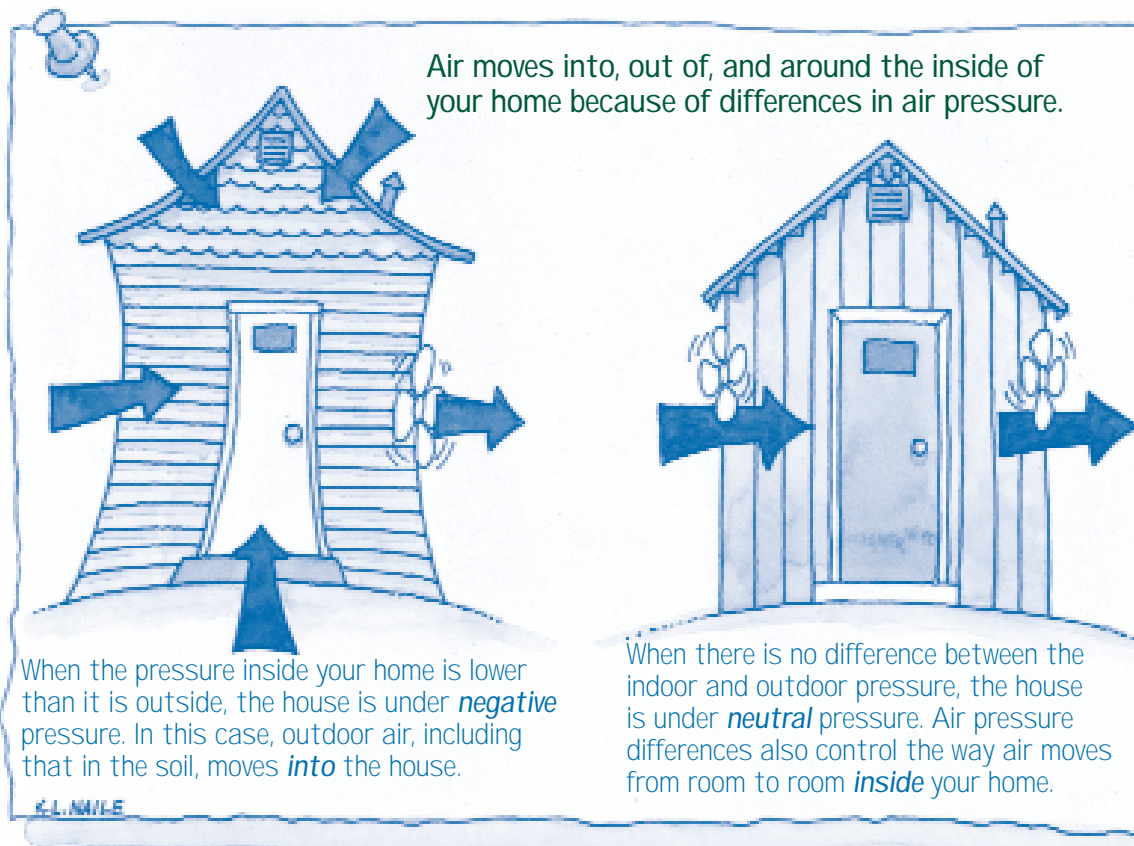 Air moves into, out of, and around the inside of
your home because of differences in air pressure.
When the pressure inside your home is lower
than it is outside, the house is under negative
pressure. In this case, outdoor air, including
that in the soil, moves into the house.
When there is no difference between the
indoor and outdoor pressure, the house
is under neutral pressure. Air pressure
differences also control the way air moves
from room to room inside your home.
K.L.NAILE